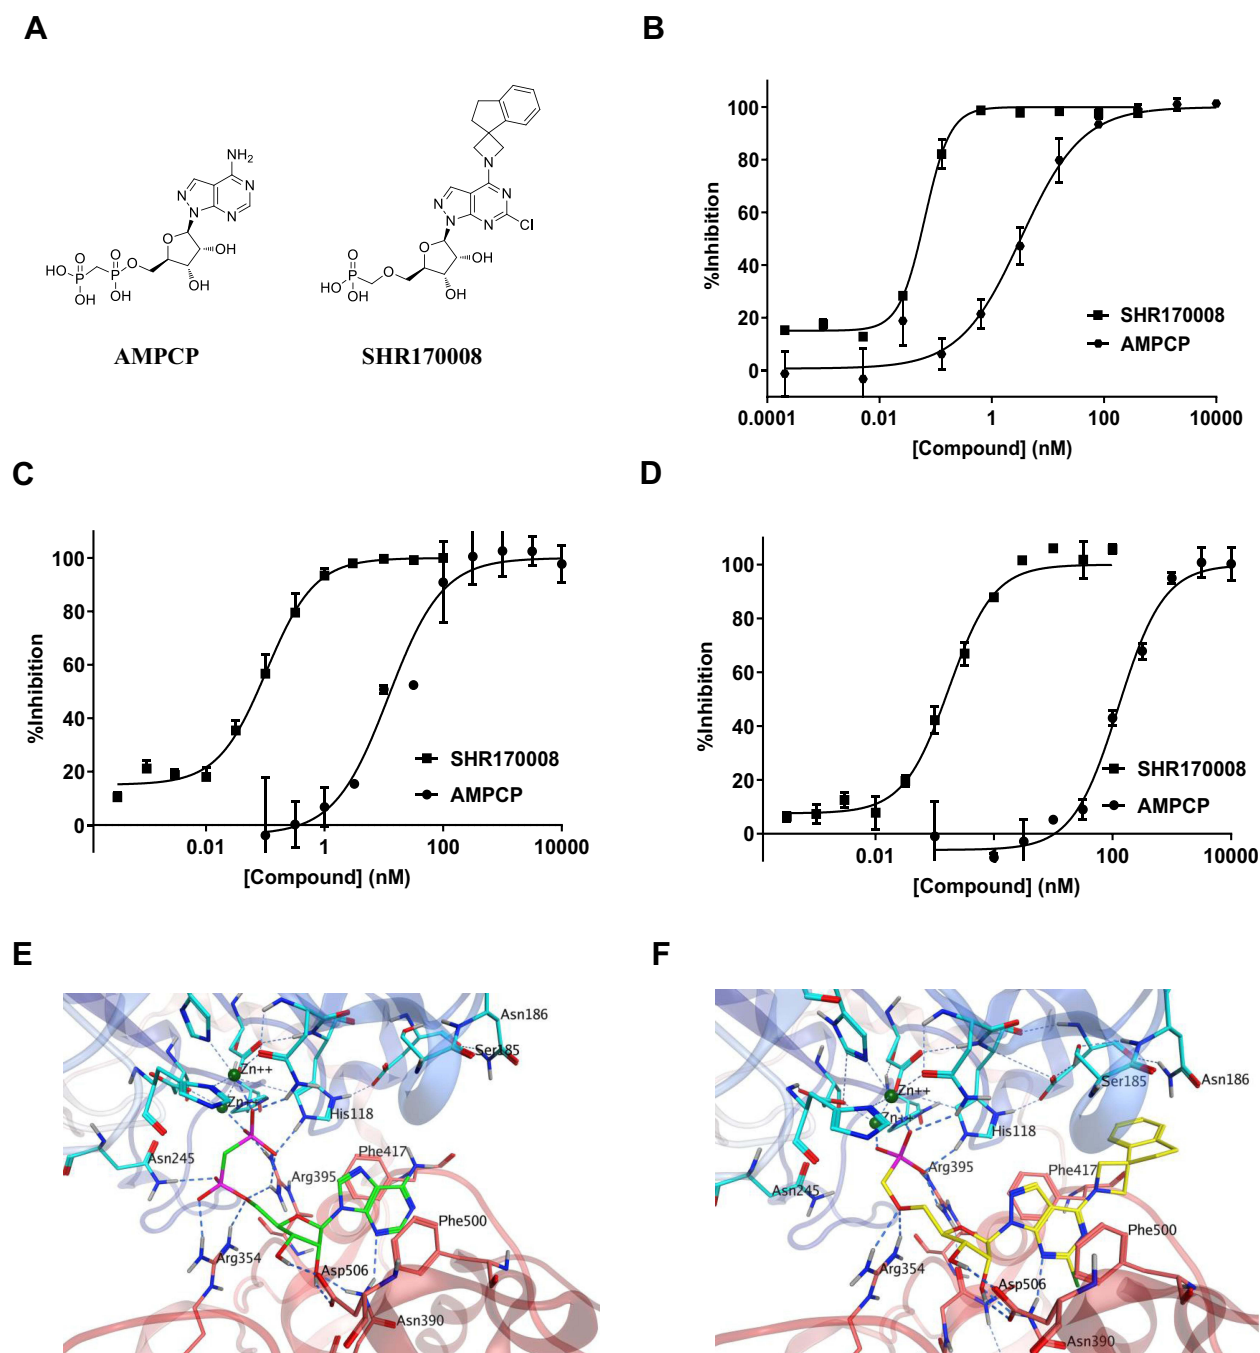 A
B
NH2
N
N
N
N
N
O
O
O
HO
P
P
O
OH
OH
OH
OH
AMPCP
N
N
N
N
N
Cl
O
O
HO
P
O
OH
OH
OH
SHR170008
%Inhibition
100
80
60
40
20
0
0.0001
0.01
1
100
10000
[Compound] (nM)
SHR170008
AMPCP
C
D
%Inhibition
100
80
60
40
20
0
0.01
1
100
10000
[Compound] (nM)
SHR170008
AMPCP
%Inhibition
100
80
60
40
20
0
0.01
1
100
10000
[Compound] (nM)
SHR170008
AMPCP
E
F
Asn186
Ser185
Zn++
Zn++
His118
Asn245
Phe417
Arg395
Phe500
Arg354
Asp506
Asn390
Ser185
Asn186
Zn++
Zn++
His118
Arg395
Phe417
Asn245
Phe500
Arg354
Asp506
Asn390